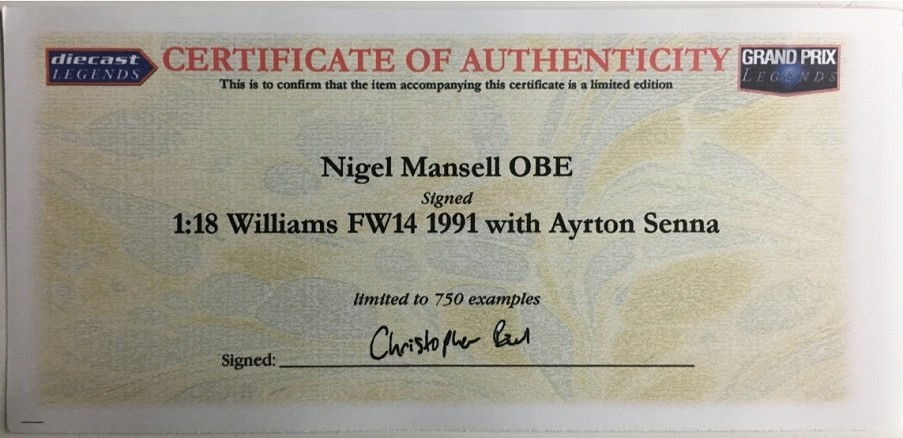 diecast
LEGENDS
CERTIFICATE OF AUTHENTICITY
GRAND PRIX
LEGENDS
This is to confirm that the item accompanying this certificate is a limited edition
Nigel Mansell OBE
Signed
1:18 Williams FW14 1991 with Ayrton Senna
limited to 750 examples
Christopher
Signed: